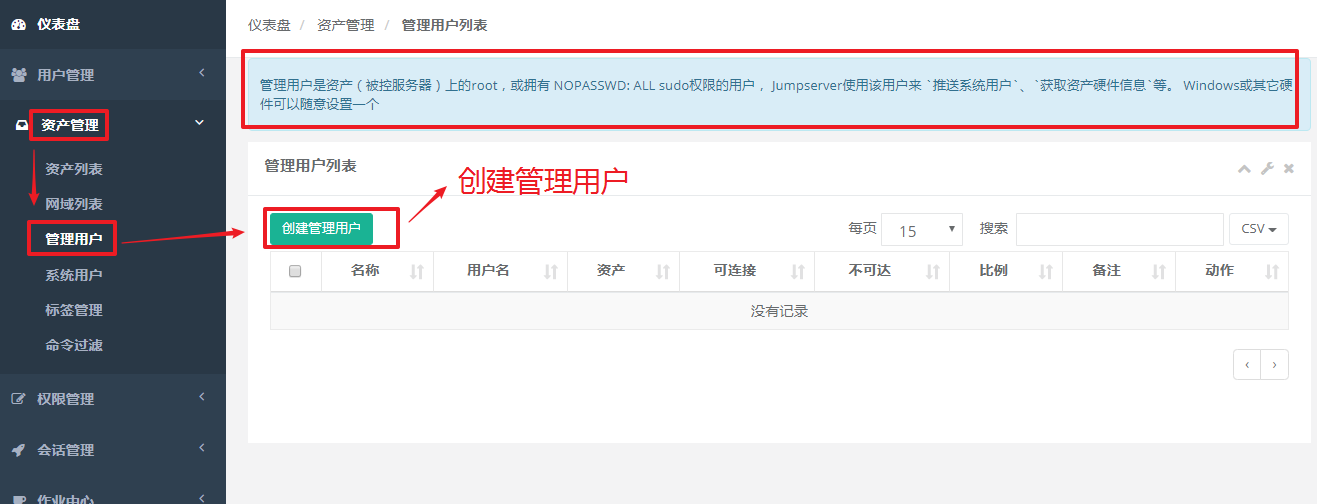 仪表盘
用户管理
资产管理
资产列表
网域列表
管理用户
系统用户
标签管理
命令过滤
权限管理
会话管理
作业中心
仪表盘 / 资产管理 / 管理用户列表
管理用户是资产（被控服务器）上的root，或拥有 NOPASSWD: ALL sudo权限的用户， Jumpserver使用该用户来 `推送系统用户`、`获取资产硬件信息`等。 Windows或其它硬
件可以随意设置一个
管理用户列表
创建管理用户
创建管理用户
每页 15 搜索 CSV
名称 用户名 资产 可连接 不可达 比例 备注 动作
没有记录
‹ ›